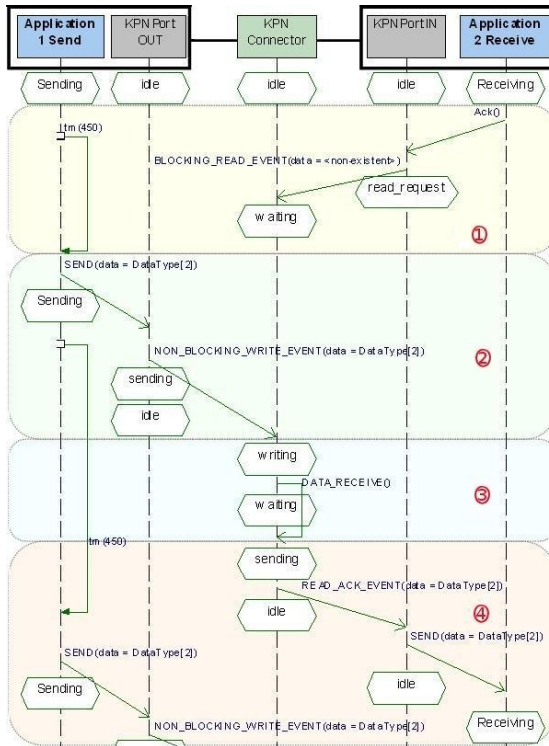 Application
1 Send
KPN Port
OUT
KPN
Connector
KPN Port IN
Application
2 Receive
Sending
idle
idle
idle
Receiving
Ack()
tm(450)
BLOCKING_READ_EVENT(data = <non-existent>)
read_request
waiting
①
SEND(data = DataType[2])
Sending
NON_BLOCKING_WRITE_EVENT(data = DataType[2])
②
sending
idle
writing
DATA_RECEIVE()
③
waiting
tm(450)
sending
READ_ACK_EVENT(data = DataType[2])
idle
④
SEND(data = DataType[2])
SEND(data = DataType[2])
Sending
idle
NON_BLOCKING_WRITE_EVENT(data = DataType[2])
Receiving